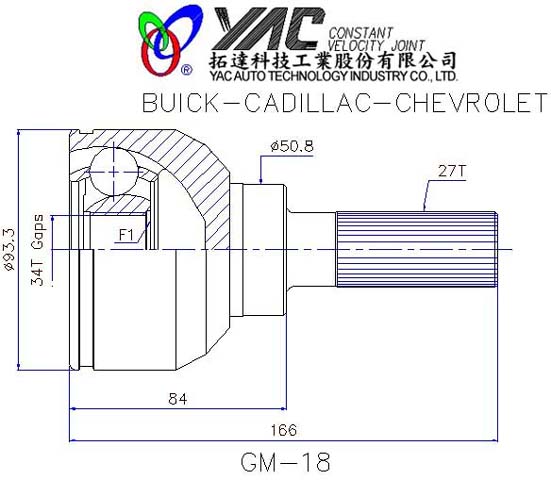 YAC CONSTANT
VELOCITY JOINT
拓達科技工業股份有限公司
® YAC AUTO TECHNOLOGY INDUSTRY CO., LTD.
BUICK-CADILLAC-CHEVROLET
ø50.8
27T
ø93.3
34T Gaps
F1
84
166
GM-18